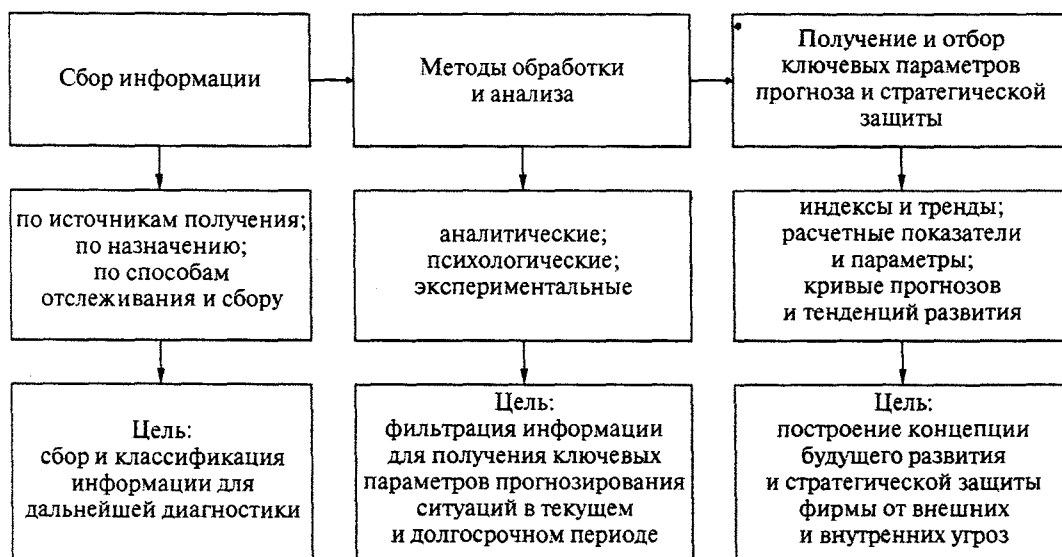 Сбор информации
Методы обработки
и анализа
Получение и отбор
ключевых параметров
прогноза и стратегической
защиты
по источникам получения;
по назначению;
по способам
отслеживания и сбору
аналитические;
психологические;
экспериментальные
индексы и тренды;
расчетные показатели
и параметры;
кривые прогнозов
и тенденций развития
Цель:
сбор и классификация
информации для
дальнейшей диагностики
Цель:
фильтрация информации
для получения ключевых
параметров прогнозирования
ситуаций в текущем
и долгосрочном периоде
Цель:
построение концепции
будущего развития
и стратегической защиты
фирмы от внешних
и внутренних угроз